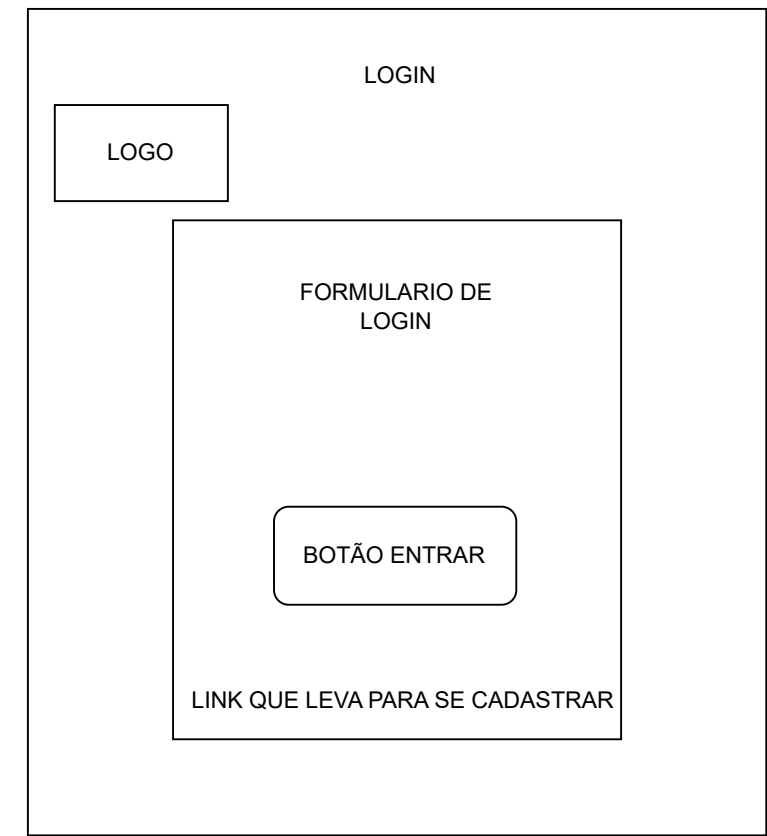 LOGIN
LOGO
FORMULARIO DE
LOGIN
BOTÃO ENTRAR
LINK QUE LEVA PARA SE CADASTRAR